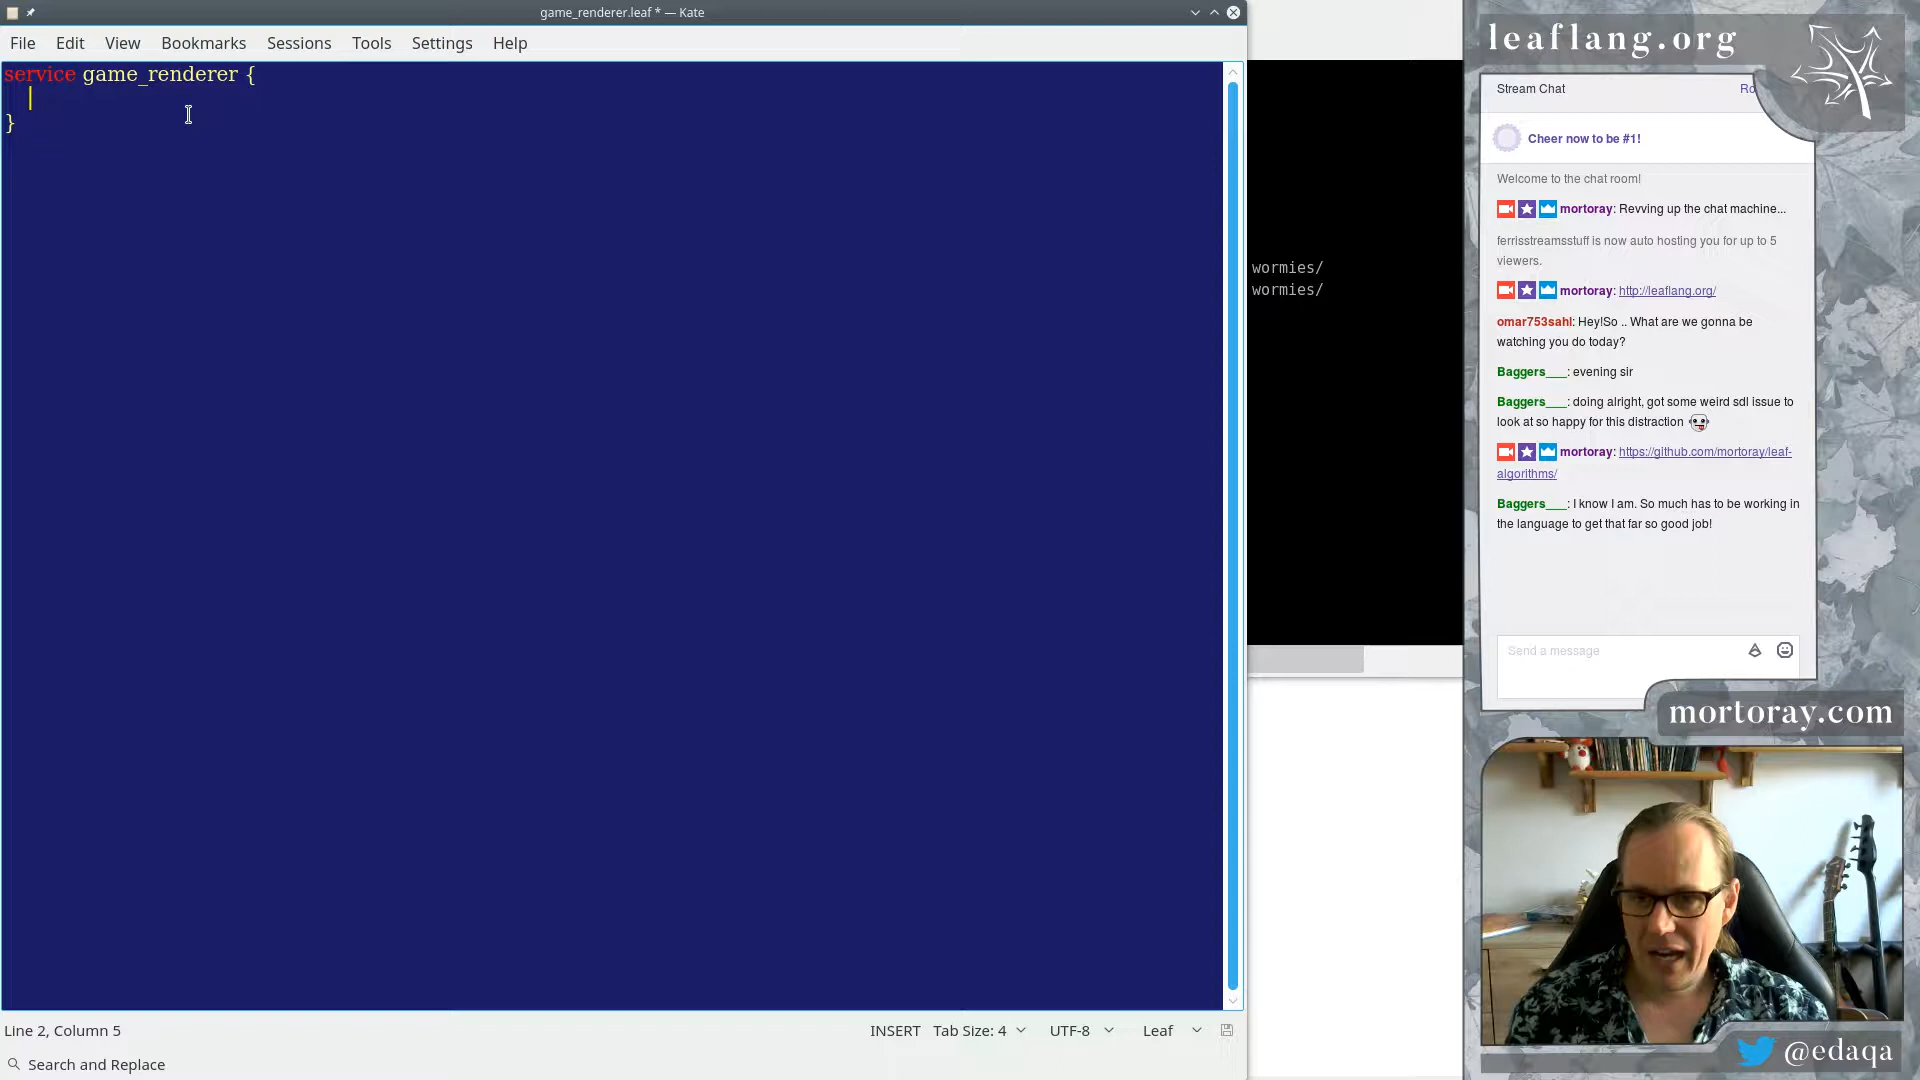 game_renderer.leaf * — Kate
File Edit View Bookmarks Sessions Tools Settings Help
service game_renderer {
}
Line 2, Column 5
INSERT Tab Size: 4 UTF-8 Leaf
Search and Replace
wormies/
wormies/
leaflang.org
Stream Chat
Ro
Cheer now to be #1!
Welcome to the chat room!
mortoray: Revving up the chat machine...
ferrisstreamsstuff is now auto hosting you for up to 5
viewers.
mortoray: http://leaflang.org/
omar753sahl: Hey!So .. What are we gonna be
watching you do today?
Baggers___: evening sir
Baggers___: doing alright, got some weird sdl issue to
look at so happy for this distraction
mortoray: https://github.com/mortoray/leaf-
algorithms/
Baggers___: I know I am. So much has to be working in
the language to get that far so good job!
Send a message
mortoray.com
@edaqa